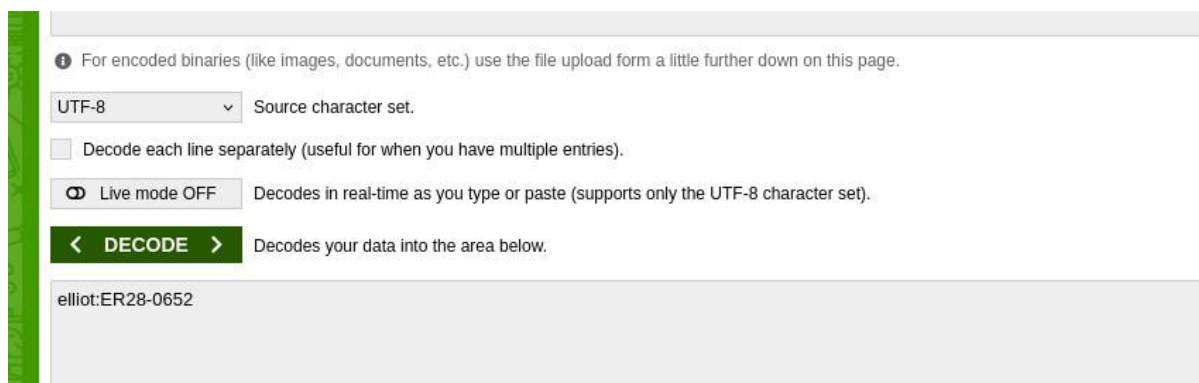 For encoded binaries (like images, documents, etc.) use the file upload form a little further down on this page.
UTF-8 Source character set.
Decode each line separately (useful for when you have multiple entries).
Live mode OFF Decodes in real-time as you type or paste (supports only the UTF-8 character set).
< DECODE > Decodes your data into the area below.
elliot:ER28-0652